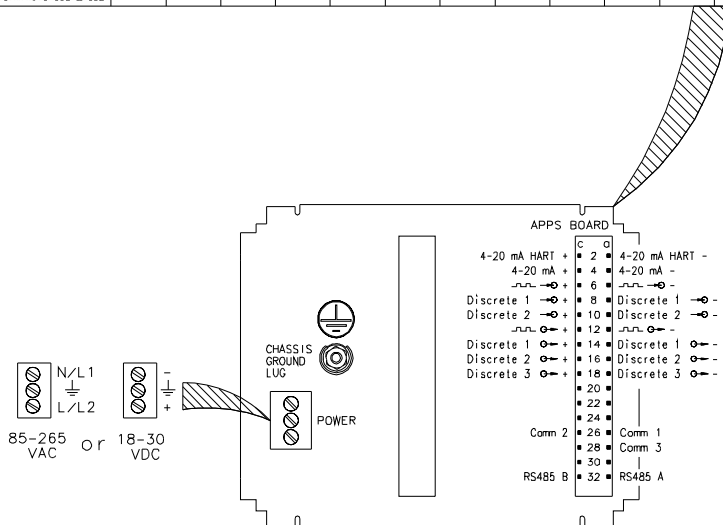 APPS BOARD
c a
4-20 mA HART + 2 4-20 mA HART -
4-20 mA + 4 4-20 mA -
+ 6 -
Discrete 1 + 8 Discrete 1 -
Discrete 2 + 10 Discrete 2 -
+ 12 -
Discrete 1 + 14 Discrete 1 -
Discrete 2 + 16 Discrete 2 -
Discrete 3 + 18 Discrete 3 -
20
22
24
Comm 2 26 Comm 1
28 Comm 3
30
RS485 B 32 RS485 A
CHASSIS
GROUND
LUG
POWER
N/L1
L/L2
85-265
VAC
or
-
+
18-30
VDC